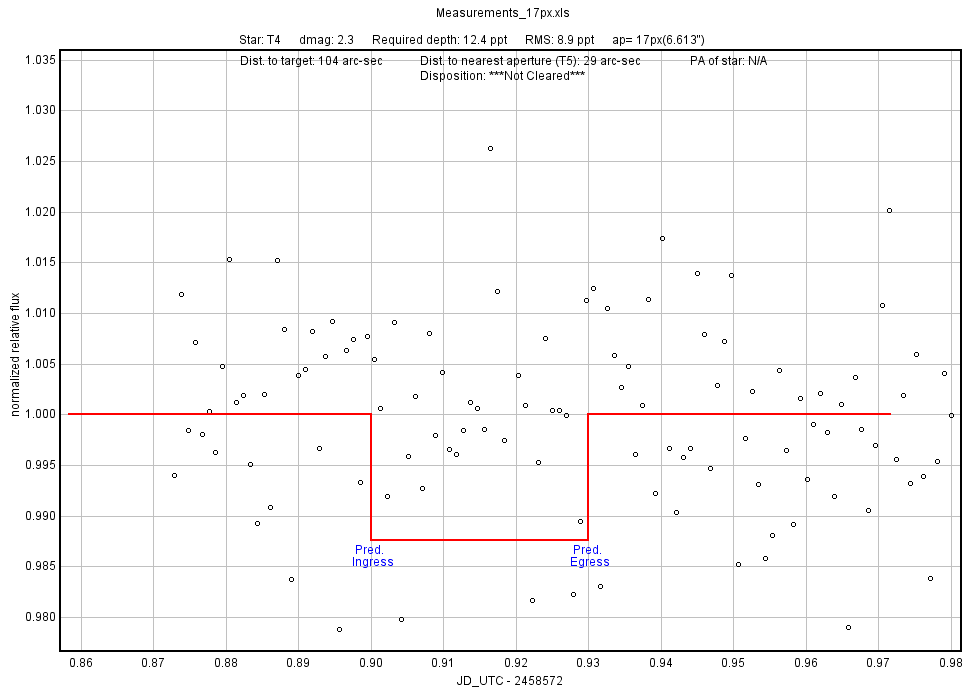 Measurements_17px.xls
Star: T4 dmag: 2.3 Required depth: 12.4 ppt RMS: 8.9 ppt ap= 17px(6.613")
Dist. to target: 104 arc-sec Dist. to nearest aperture (T5): 29 arc-sec PA of star: N/A
Disposition: ***Not Cleared***
1.035
1.030
1.025
1.020
1.015
1.010
1.005
1.000
0.995
0.990
0.985
0.980
normalized relative flux
Pred.
Ingress
Pred.
Egress
0.86 0.87 0.88 0.89 0.90 0.91 0.92 0.93 0.94 0.95 0.96 0.97 0.98
JD_UTC - 2458572